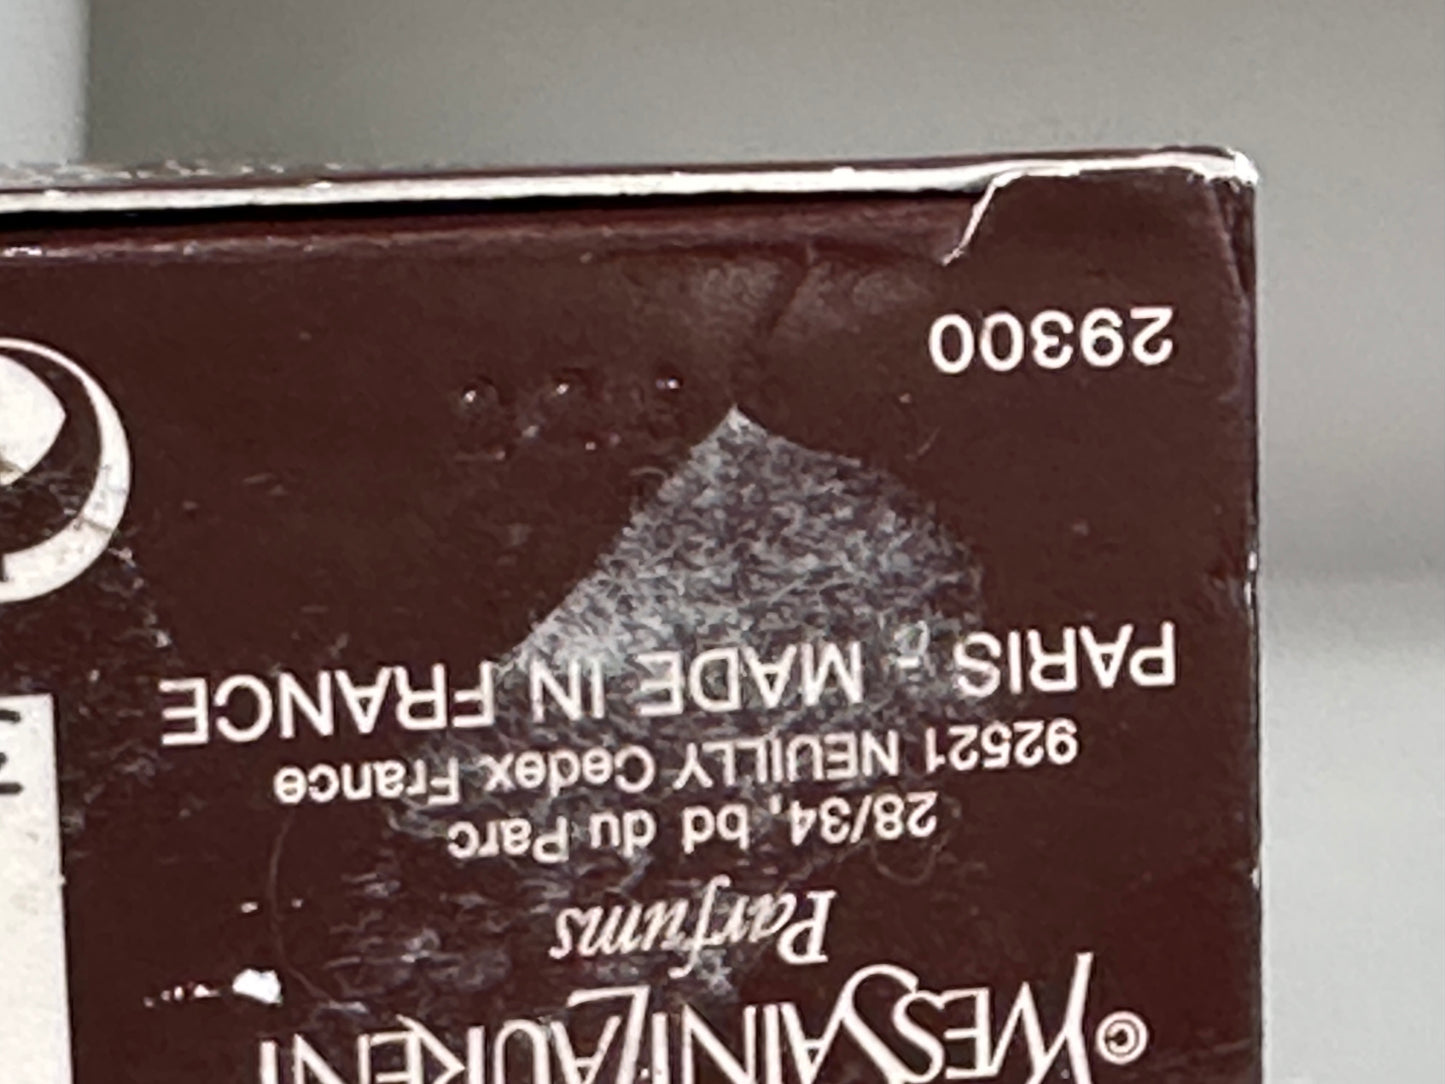 © YVES SAINT LAURENT
Parfums
28/34, bd du Parc
92521 NEUILLY Cedex France
PARIS - MADE IN FRANCE
29300